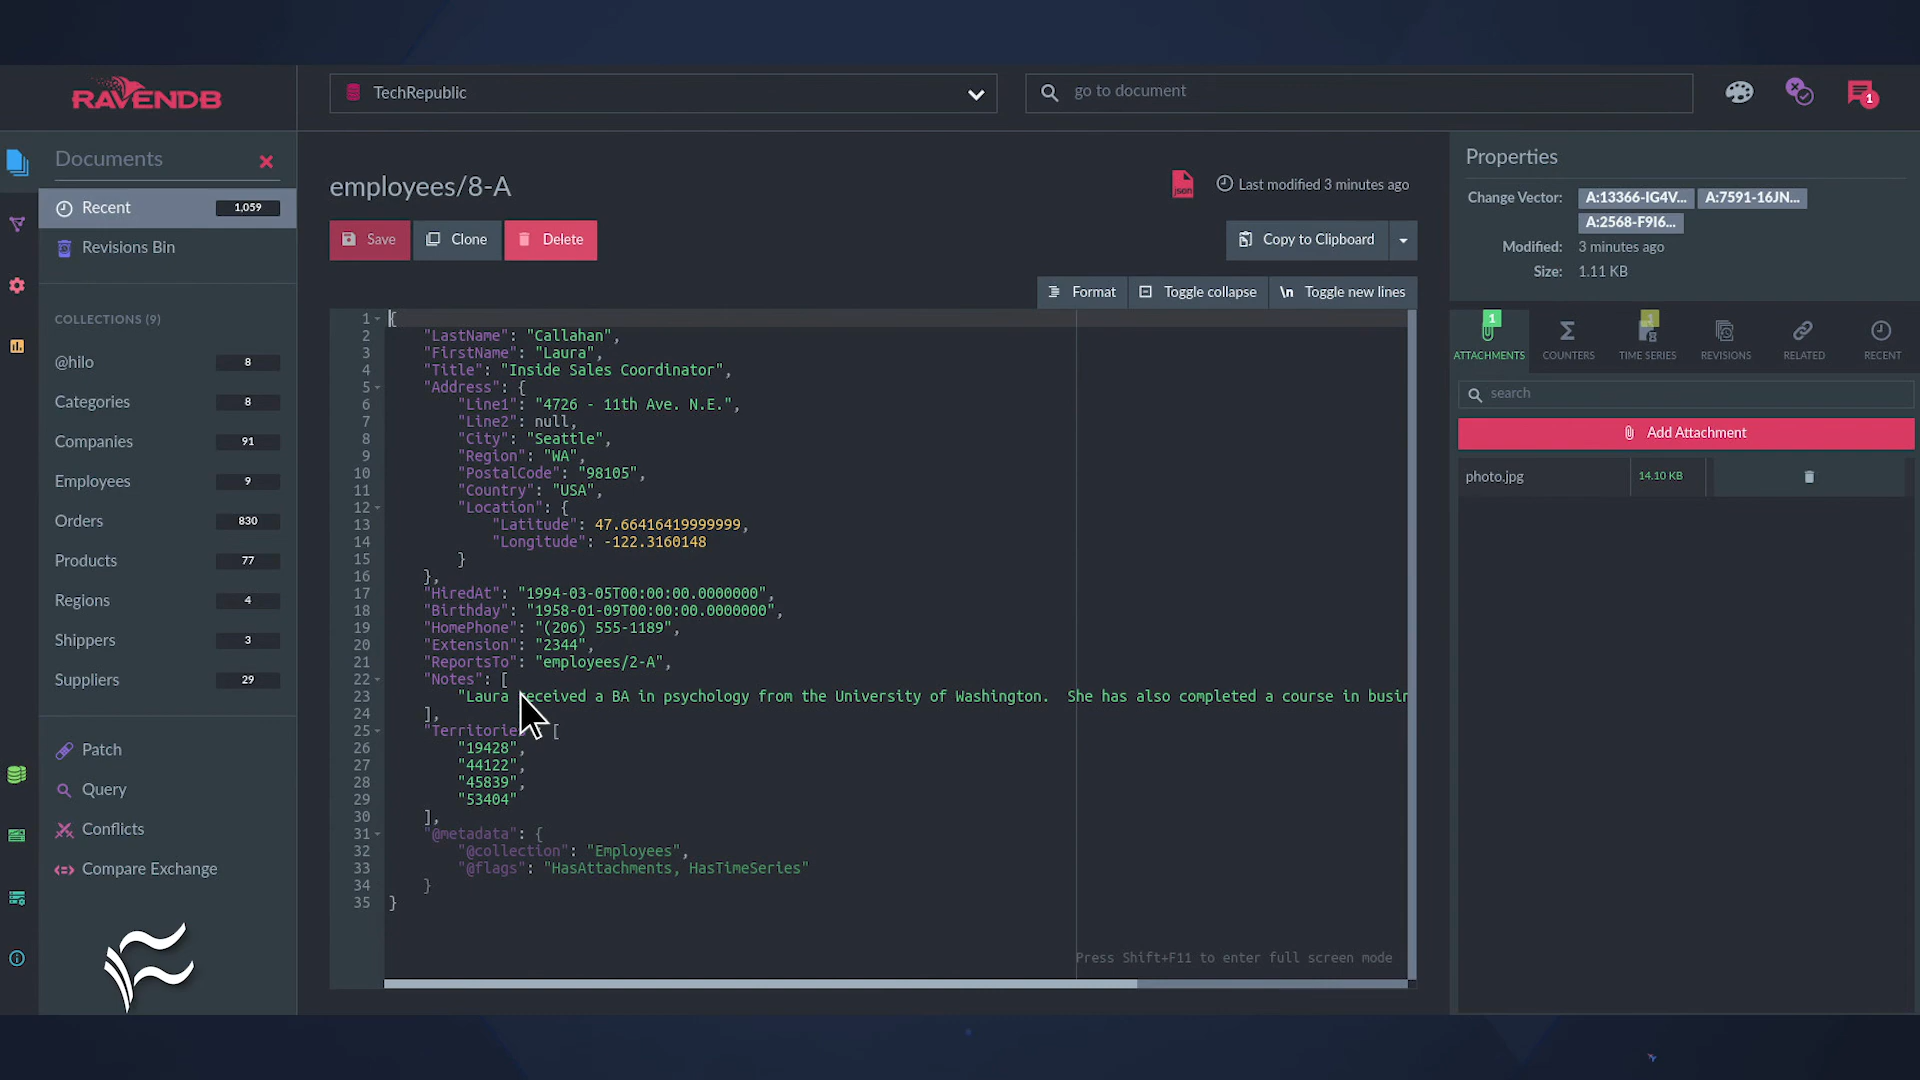 RAVENDB
TechRepublic
go to document
1
Documents
Recent 1,059
Revisions Bin
COLLECTIONS (9)
@hilo 8
Categories 8
Companies 91
Employees 9
Orders 830
Products 77
Regions 4
Shippers 3
Suppliers 29
Patch
Query
Conflicts
Compare Exchange
employees/8-A
json
Last modified 3 minutes ago
Save Clone Delete
Copy to Clipboard
Format Toggle collapse \n Toggle new lines
1 {
2 "LastName": "Callahan",
3 "FirstName": "Laura",
4 "Title": "Inside Sales Coordinator",
5 "Address": {
6 "Line1": "4726 - 11th Ave. N.E.",
7 "Line2": null,
8 "City": "Seattle",
9 "Region": "WA",
10 "PostalCode": "98105",
11 "Country": "USA",
12 "Location": {
13 "Latitude": 47.66416419999999,
14 "Longitude": -122.3160148
15 }
16 },
17 "HiredAt": "1994-03-05T00:00:00.0000000",
18 "Birthday": "1958-01-09T00:00:00.0000000",
19 "HomePhone": "(206) 555-1189",
20 "Extension": "2344",
21 "ReportsTo": "employees/2-A",
22 "Notes": [
23 "Laura received a BA in psychology from the University of Washington. She has also completed a course in busin
24 ],
25 "Territories [
26 "19428",
27 "44122",
28 "45839",
29 "53404"
30 ],
31 "@metadata": {
32 "@collection": "Employees",
33 "@flags": "HasAttachments, HasTimeSeries"
34 }
35 }
Press Shift+F11 to enter full screen mode
Properties
Change Vector: A:13366-IG4V... A:7591-16JN...
A:2568-F9I6...
Modified: 3 minutes ago
Size: 1.11 KB
1 1
ATTACHMENTS COUNTERS TIME SERIES REVISIONS RELATED RECENT
search
Add Attachment
photo.jpg 14.10 KB